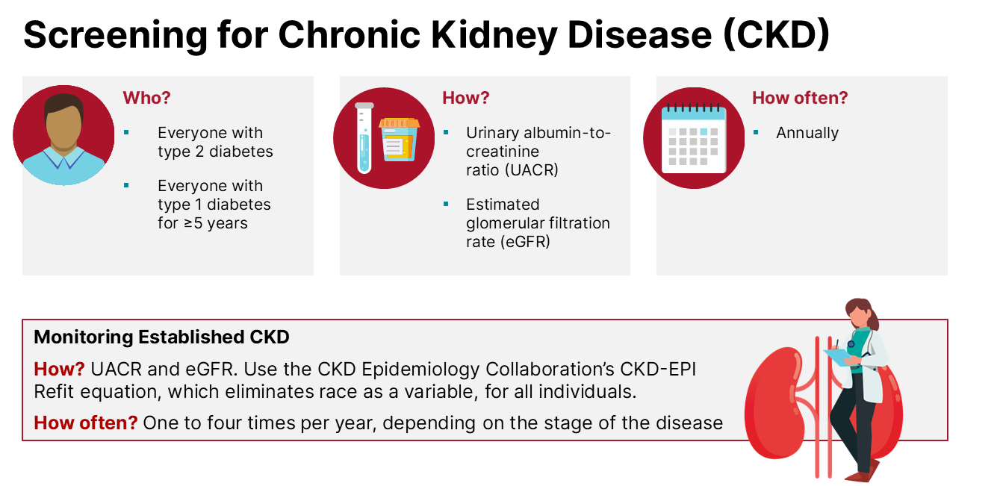 Screening for Chronic Kidney Disease (CKD)
Who?
▪ Everyone with
type 2 diabetes
▪ Everyone with
type 1 diabetes
for ≥5 years
How?
▪ Urinary albumin-to-
creatinine
ratio (UACR)
▪ Estimated
glomerular filtration
rate (eGFR)
How often?
▪ Annually
Monitoring Established CKD
How? UACR and eGFR. Use the CKD Epidemiology Collaboration’s CKD-EPI
Refit equation, which eliminates race as a variable, for all individuals.
How often? One to four times per year, depending on the stage of the disease